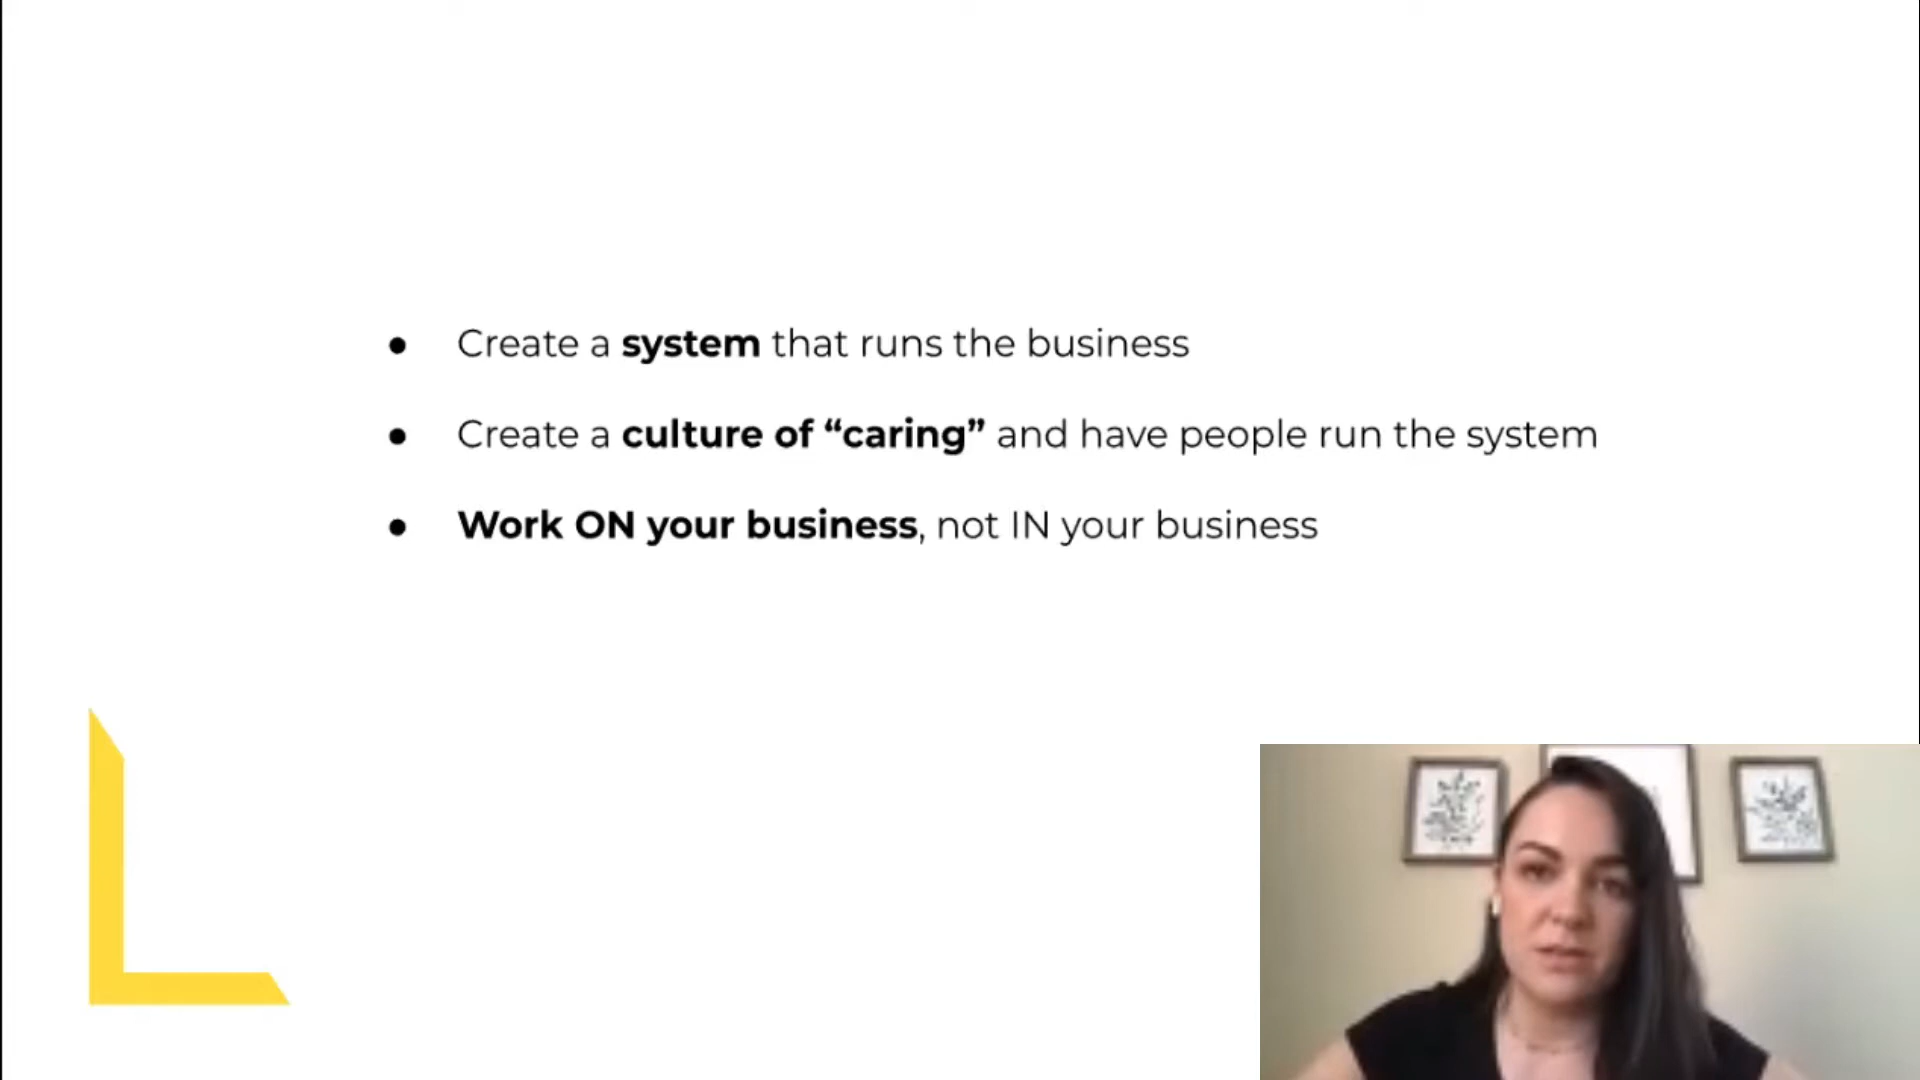 ● Create a system that runs the business
● Create a culture of “caring” and have people run the system
● Work ON your business, not IN your business